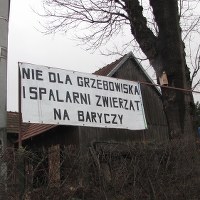 NIE DLA GRZEBOWISKA
I SPALARNI ZWIERZĄT
NA BARYCZY